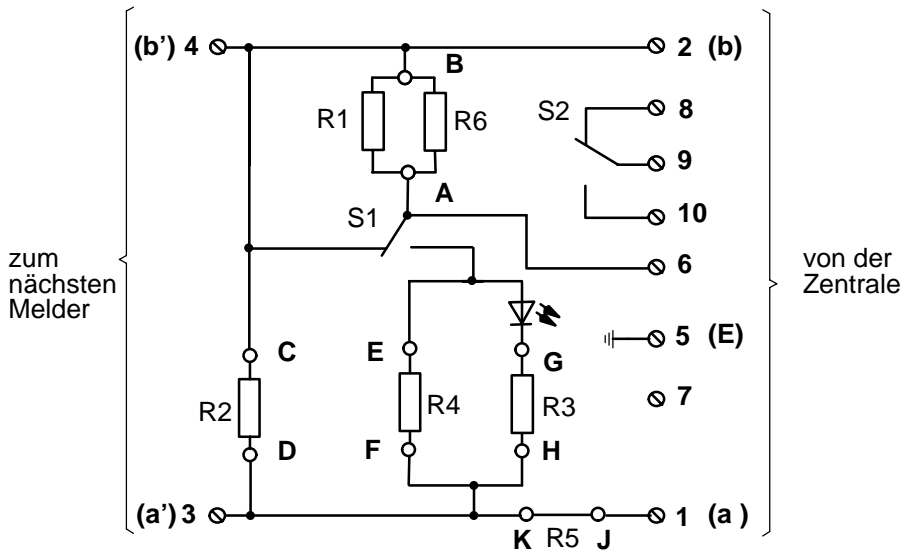 (b') 4
2 (b)
B
R1
R6
S2
8
9
A
S1
10
6
zum
nächsten
Melder
von der
Zentrale
5 (E)
C
E
G
7
R2
R4
R3
D
F
H
(a') 3
1 (a )
K R5 J